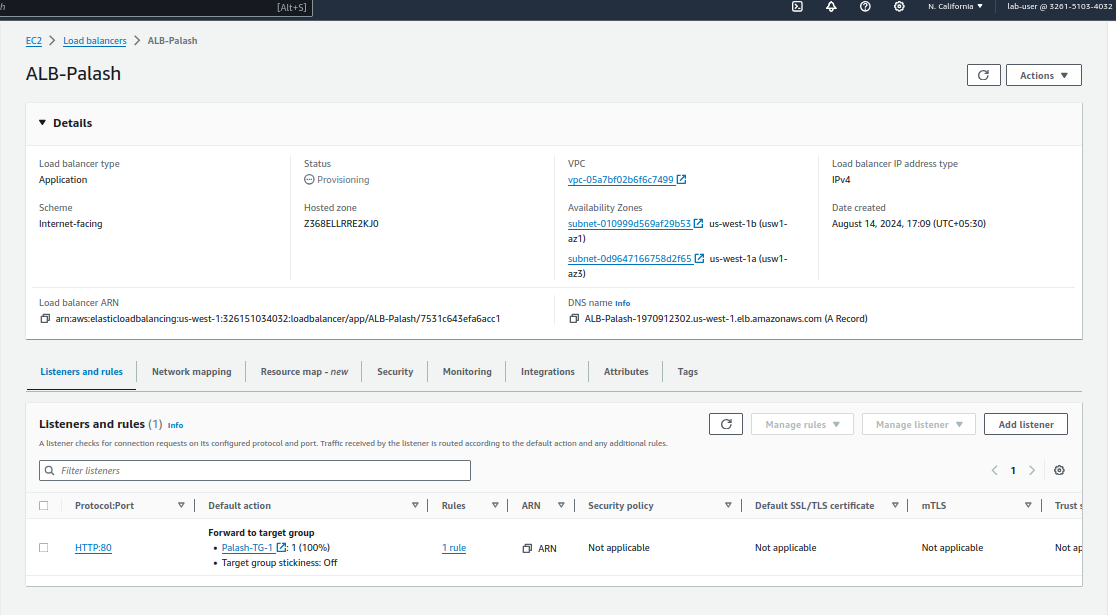 [Alt+S]
N. California
lab-user @ 3261-5103-4032
EC2 > Load balancers > ALB-Palash
ALB-Palash
Actions
Details
Load balancer type
Application
Status
Provisioning
VPC
vpc-05a7bf02b6f6c7499
Load balancer IP address type
IPv4
Scheme
Internet-facing
Hosted zone
Z368ELLRRE2KJ0
Availability Zones
subnet-010999d569af29b53 us-west-1b (usw1-
az1)
subnet-0d9647166758d2f65 us-west-1a (usw1-
az3)
Date created
August 14, 2024, 17:09 (UTC+05:30)
Load balancer ARN
arn:aws:elasticloadbalancing:us-west-1:326151034032:loadbalancer/app/ALB-Palash/7531c643efa6acc1
DNS name Info
ALB-Palash-1970912302.us-west-1.elb.amazonaws.com (A Record)
Listeners and rules
Network mapping
Resource map - new
Security
Monitoring
Integrations
Attributes
Tags
Listeners and rules (1) Info
Manage rules
Manage listener
Add listener
A listener checks for connection requests on its configured protocol and port. Traffic received by the listener is routed according to the default action and any additional rules.
Filter listeners
1
Protocol:Port
Default action
Rules
ARN
Security policy
Default SSL/TLS certificate
mTLS
Trust s
HTTP:80
Forward to target group
• Palash-TG-1 : 1 (100%)
• Target group stickiness: Off
1 rule
ARN
Not applicable
Not applicable
Not applicable
Not ap